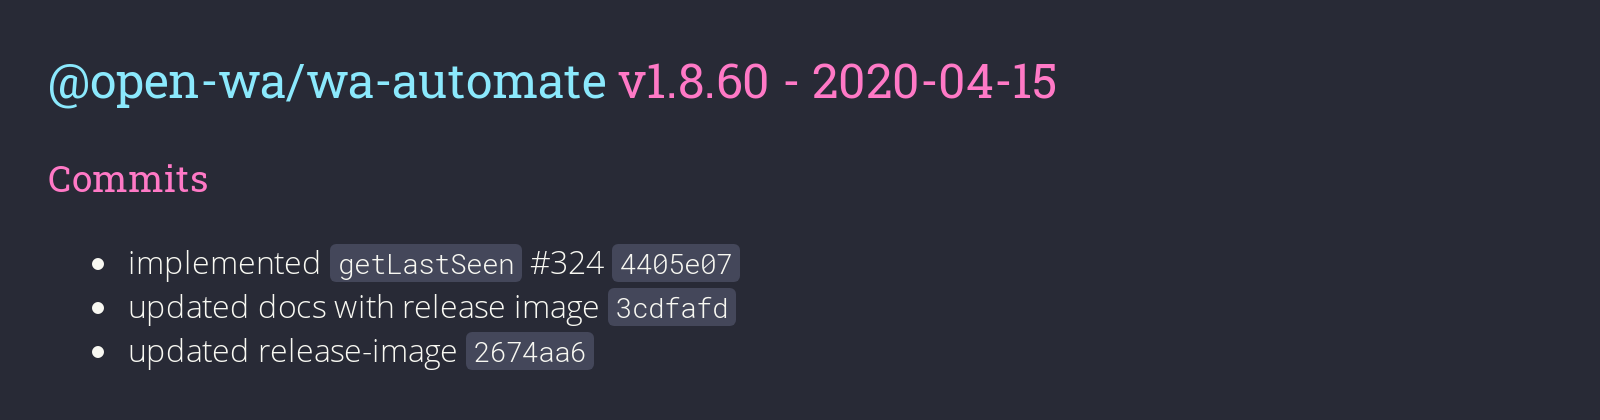 @open-wa/wa-automate v1.8.60 - 2020-04-15
Commits
implemented getLastSeen #324 4405e07
updated docs with release image 3cdfafd
updated release-image 2674aa6